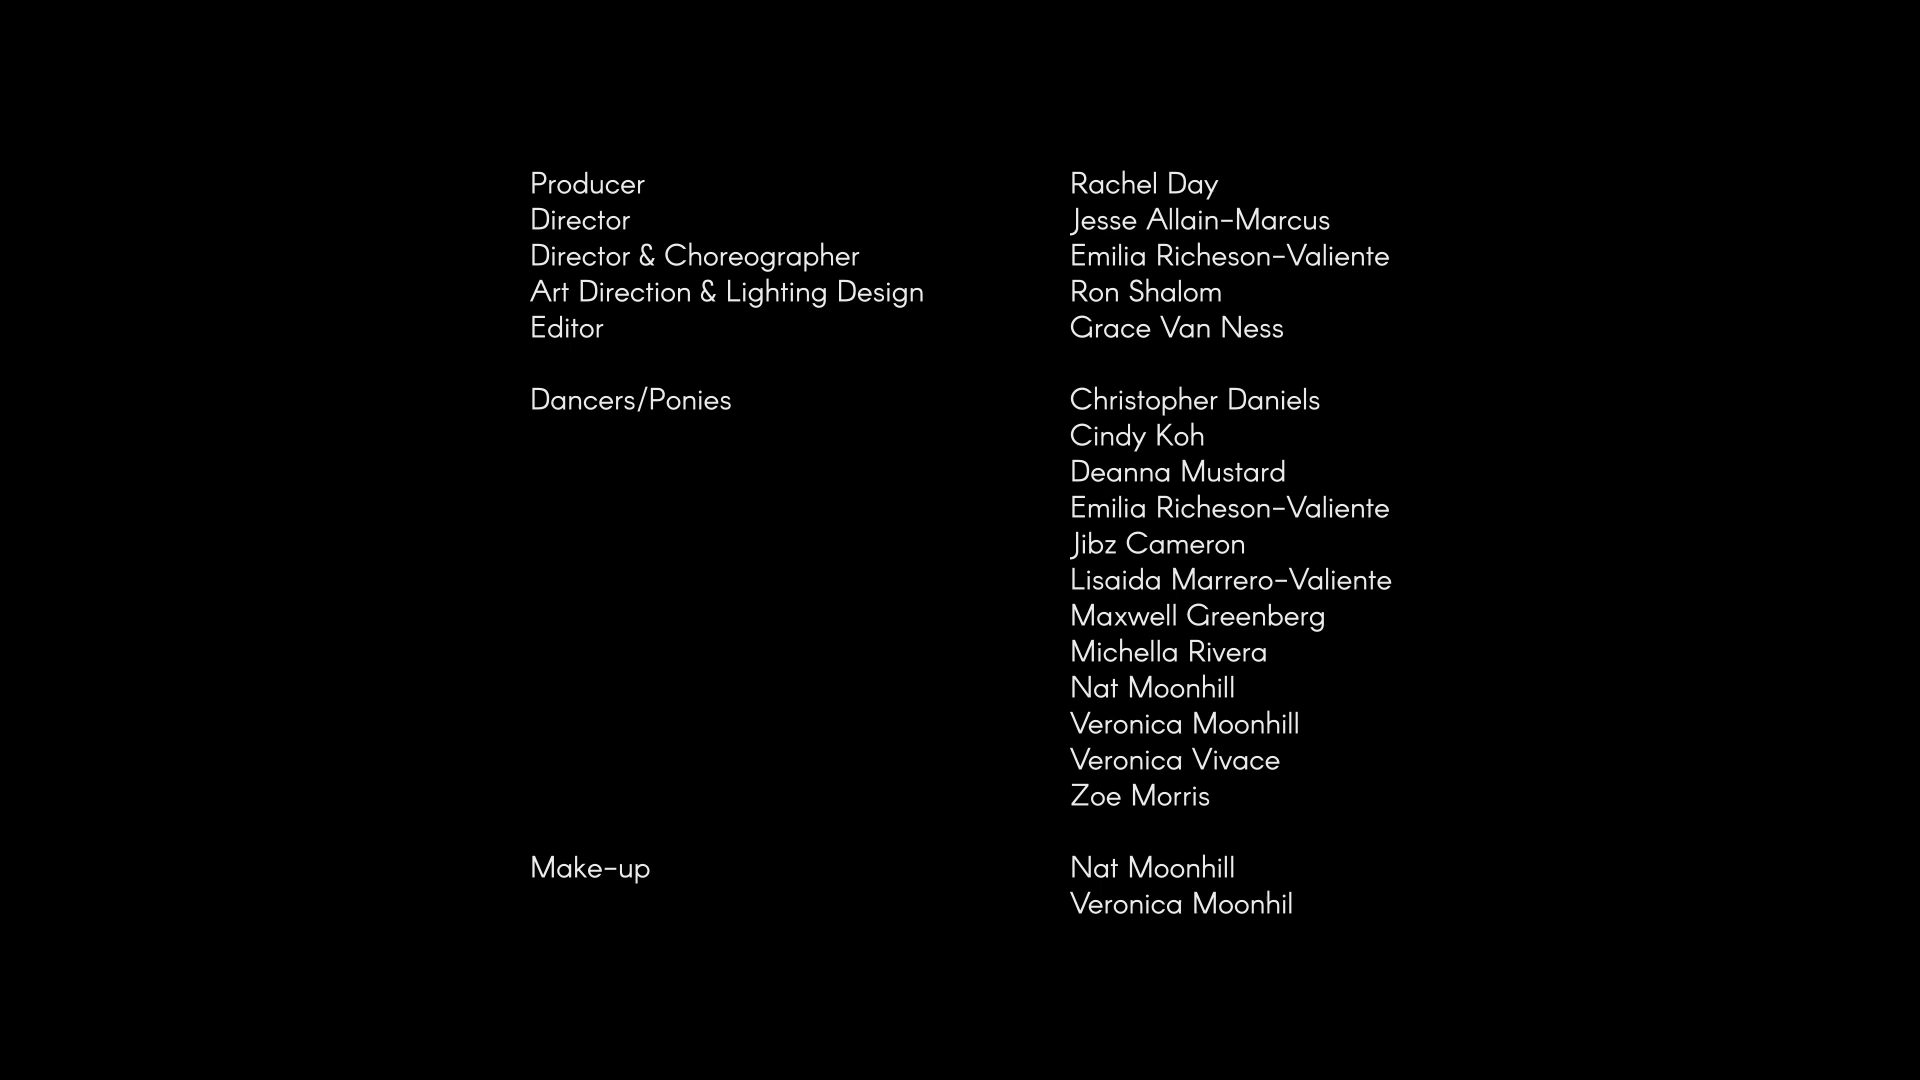 Producer Rachel Day
Director Jesse Allain-Marcus
Director & Choreographer Emilia Richeson-Valiente
Art Direction & Lighting Design Ron Shalom
Editor Grace Van Ness
Dancers/Ponies Christopher Daniels
Cindy Koh
Deanna Mustard
Emilia Richeson-Valiente
Jibz Cameron
Lisaida Marrero-Valiente
Maxwell Greenberg
Michella Rivera
Nat Moonhill
Veronica Moonhill
Veronica Vivace
Zoe Morris
Make-up Nat Moonhill
Veronica Moonhil